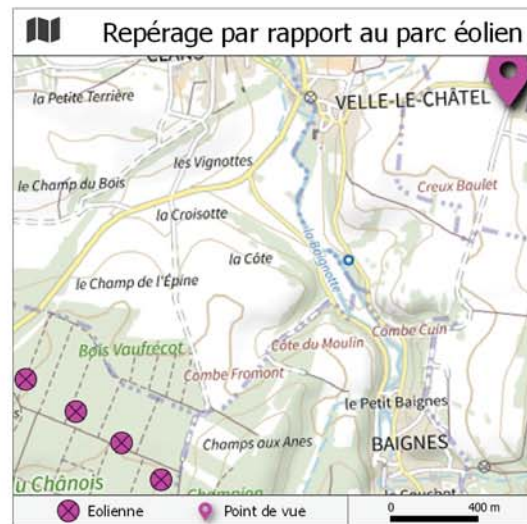 Repérage par rapport au parc éolien
la Petite Terrière
VELLE-LE-CHÂTEL
les Vignottes
le Champ du Bois
Creux Baulet
la Croisotte
la Côte
la Baignotte
le Champ de l'Épine
Combe Cuin
Bois Vaufrécot
Côte du Moulin
Combe Fromont
le Petit Baignes
Champs aux Anes
BAIGNES
u Chânois
Champion
Eolienne
Point de vue
0
400 m